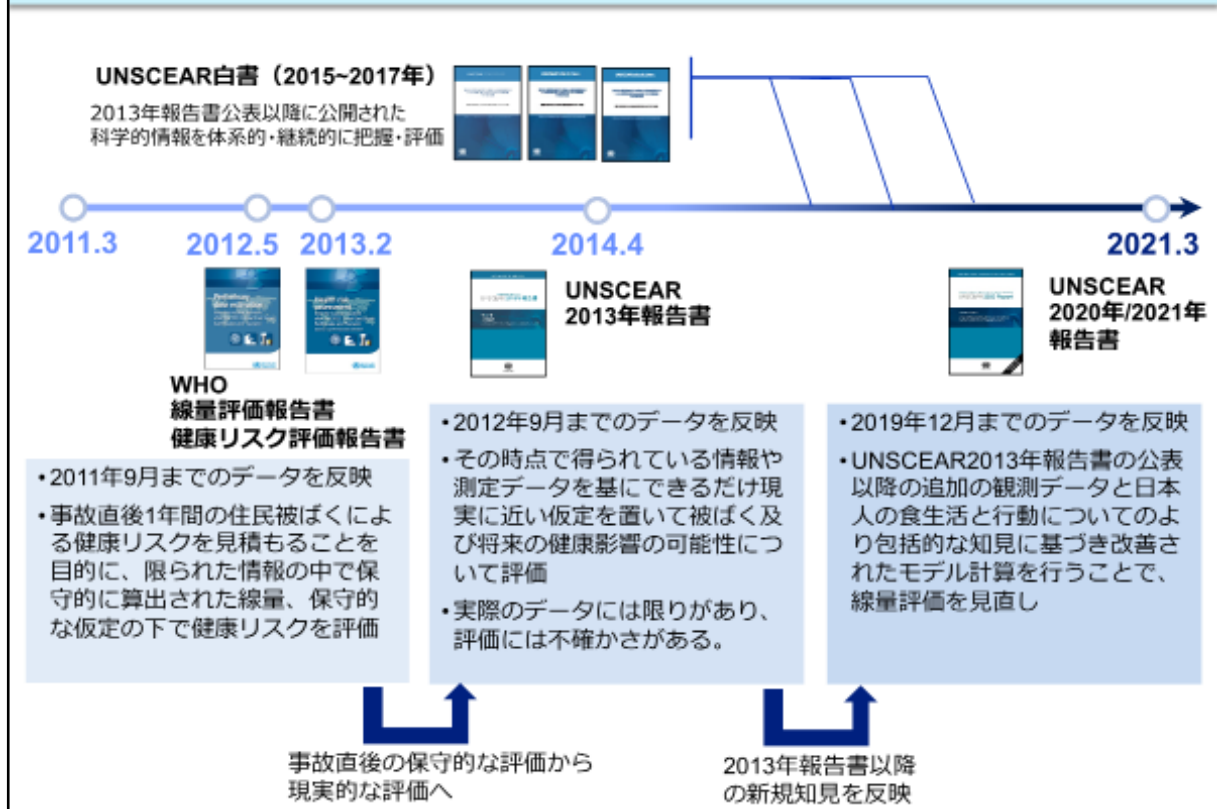 UNSCEAR白書（2015~2017年）
2013年報告書公表以降に公開された
科学的情報を体系的・継続的に把握・評価
2011.3
2012.5
2013.2
2014.4
2021.3
WHO
線量評価報告書
健康リスク評価報告書
UNSCEAR
2013年報告書
UNSCEAR
2020年/2021年
報告書
・2011年9月までのデータを反映
・事故直後1年間の住民被ばくによ
る健康リスクを見積もることを
目的に、限られた情報の中で保
守的に算出された線量、保守的
な仮定の下で健康リスクを評価
・2012年9月までのデータを反映
・その時点で得られている情報や
測定データを基にできるだけ現
実に近い仮定を置いて被ばく及
び将来の健康影響の可能性につ
いて評価
・実際のデータには限りがあり、
評価には不確かさがある。
・2019年12月までのデータを反映
・UNSCEAR2013年報告書の公表
以降の追加の観測データと日本
人の食生活と行動についてのよ
り包括的な知見に基づき改善さ
れたモデル計算を行うことで、
線量評価を見直し
事故直後の保守的な評価から
現実的な評価へ
2013年報告書以降
の新規知見を反映